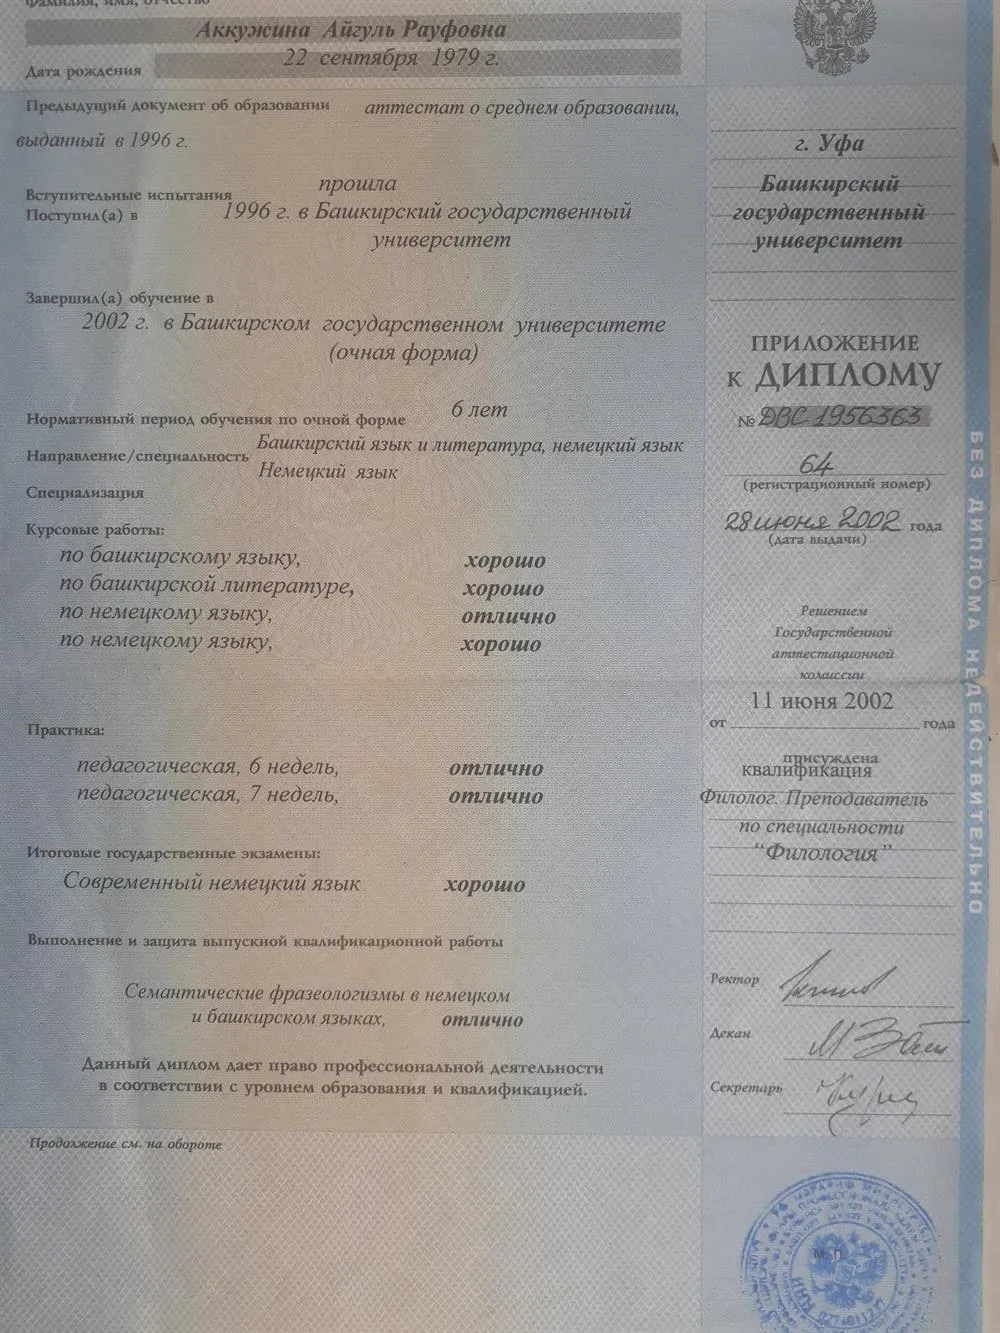 Фамилия, имя, отчество
Аккужина Айгуль Рауфовна
22 сентября 1979 г.
Дата рождения
Предыдущий документ об образовании аттестат о среднем образовании,
выданный в 1996 г.
Вступительные испытания прошла
Поступил(а) в 1996 г. в Башкирский государственный
университет
Завершил(а) обучение в
2002 г. в Башкирском государственном университете
(очная форма)
Нормативный период обучения по очной форме 6 лет
Направление/специальность Башкирский язык и литература, немецкий язык
Немецкий язык
Специализация
Курсовые работы:
по башкирскому языку, хорошо
по башкирской литературе, хорошо
по немецкому языку, отлично
по немецкому языку, хорошо
Практика:
педагогическая, 6 недель, отлично
педагогическая, 7 недель, отлично
Итоговые государственные экзамены:
Современный немецкий язык хорошо
Выполнение и защита выпускной квалификационной работы
Семантические фразеологизмы в немецком
и башкирском языках, отлично
Данный диплом дает право профессиональной деятельности
в соответствии с уровнем образования и квалификацией.
Продолжение см. на обороте
г. Уфа
Башкирский
государственный
университет
ПРИЛОЖЕНИЕ
к ДИПЛОМУ
№ ДВС 1956363
64
(регистрационный номер)
28 июня 2002 года
(дата выдачи)
Решением
Государственной
аттестационной
комиссии
11 июня 2002
от года
присуждена
квалификация
Филолог. Преподаватель
по специальности
“Филология”
Ректор
Декан
Секретарь
М.П.
БЕЗ ДИПЛОМА НЕДЕЙСТВИТЕЛЬНО